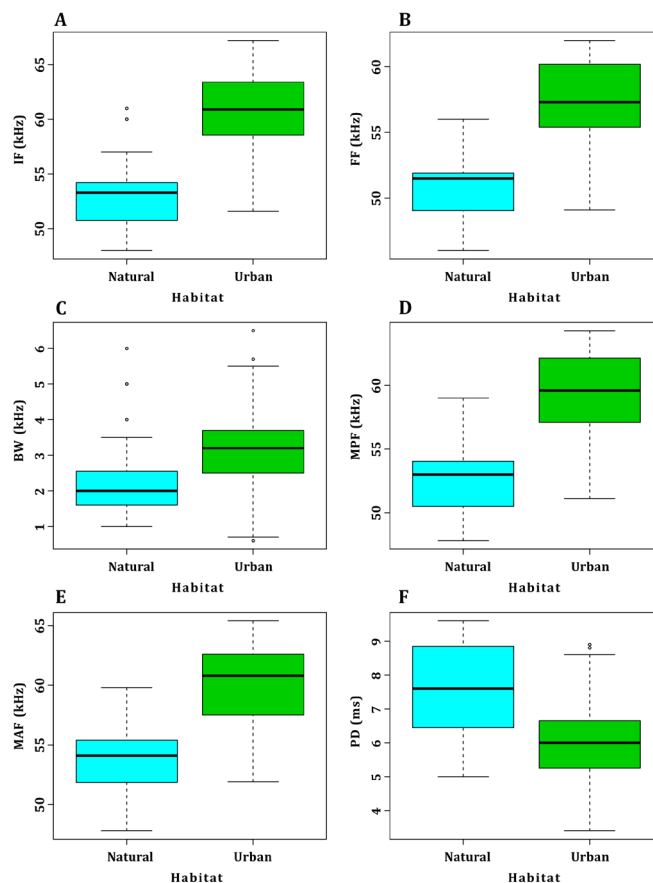 A
IF (kHz)
65
60
55
50
Natural
Urban
Habitat
B
FF (kHz)
60
55
50
Natural
Urban
Habitat
C
BW (kHz)
6
5
4
3
2
1
Natural
Urban
Habitat
D
MPF (kHz)
60
55
50
Natural
Urban
Habitat
E
MAF (kHz)
65
60
55
50
Natural
Urban
Habitat
F
PD (ms)
9
8
7
6
5
4
Natural
Urban
Habitat